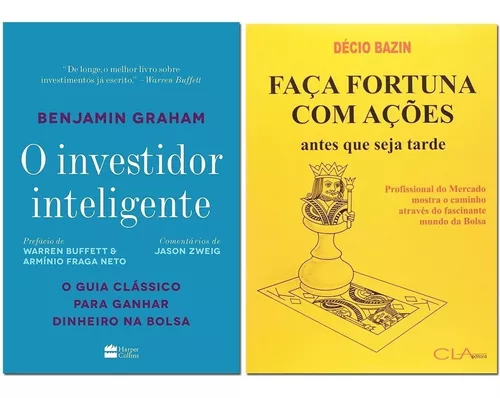 “De longe, o melhor livro sobre
investimentos já escrito.” – Warren Buffett
BENJAMIN GRAHAM
O investidor
inteligente
Prefácio de
WARREN BUFFETT &
ARMÍNIO FRAGA NETO
Comentários de
JASON ZWEIG
O GUIA CLÁSSICO
PARA GANHAR
DINHEIRO NA BOLSA
Harper
Collins
DÉCIO BAZIN
FAÇA FORTUNA
COM AÇÕES
antes que seja tarde
Profissional do Mercado
mostra o caminho
através do fascinante
mundo da Bolsa
CLA editora